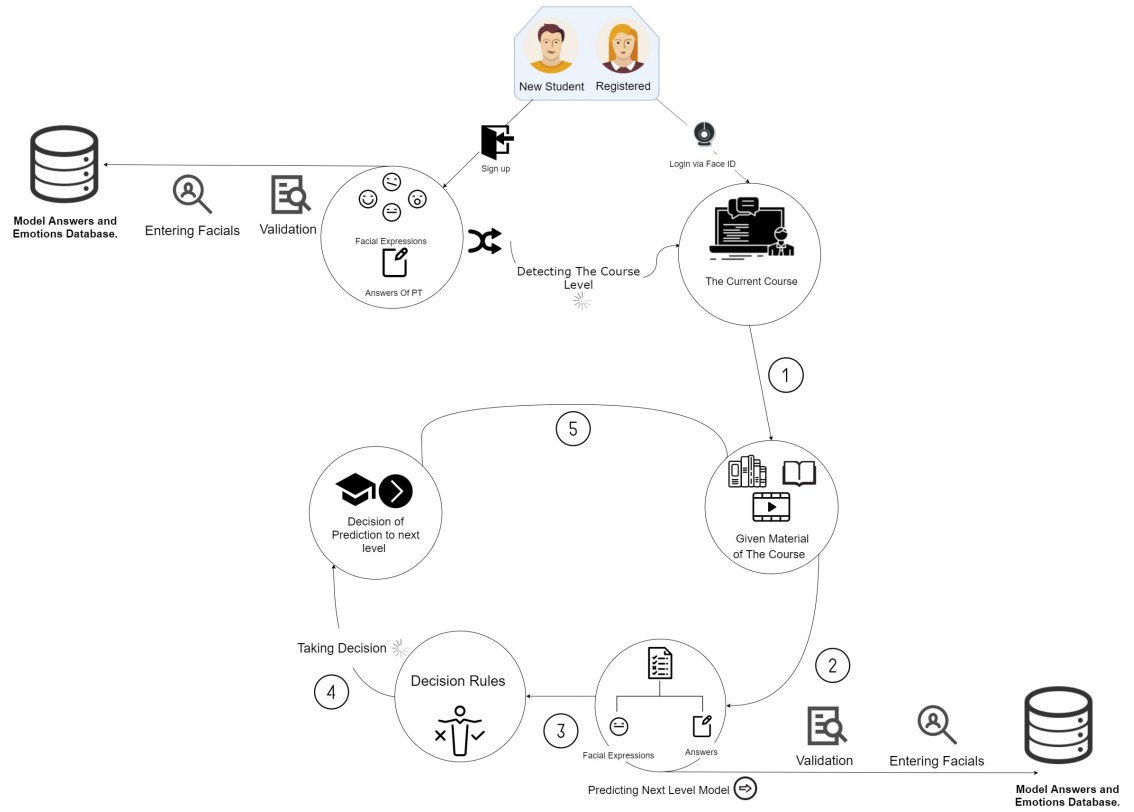 New Student
Registered
Sign up
Login via Face ID
Model Answers and
Emotions Database.
Entering Facials
Validation
Facial Expressions
Answers Of PT
Detecting The Course
Level
The Current Course
1
5
Decision of
Prediction to next
level
Given Material
of The Course
Taking Decision
4
Decision Rules
3
Facial Expressions
Answers
2
Predicting Next Level Model
Validation
Entering Facials
Model Answers and
Emotions Database.